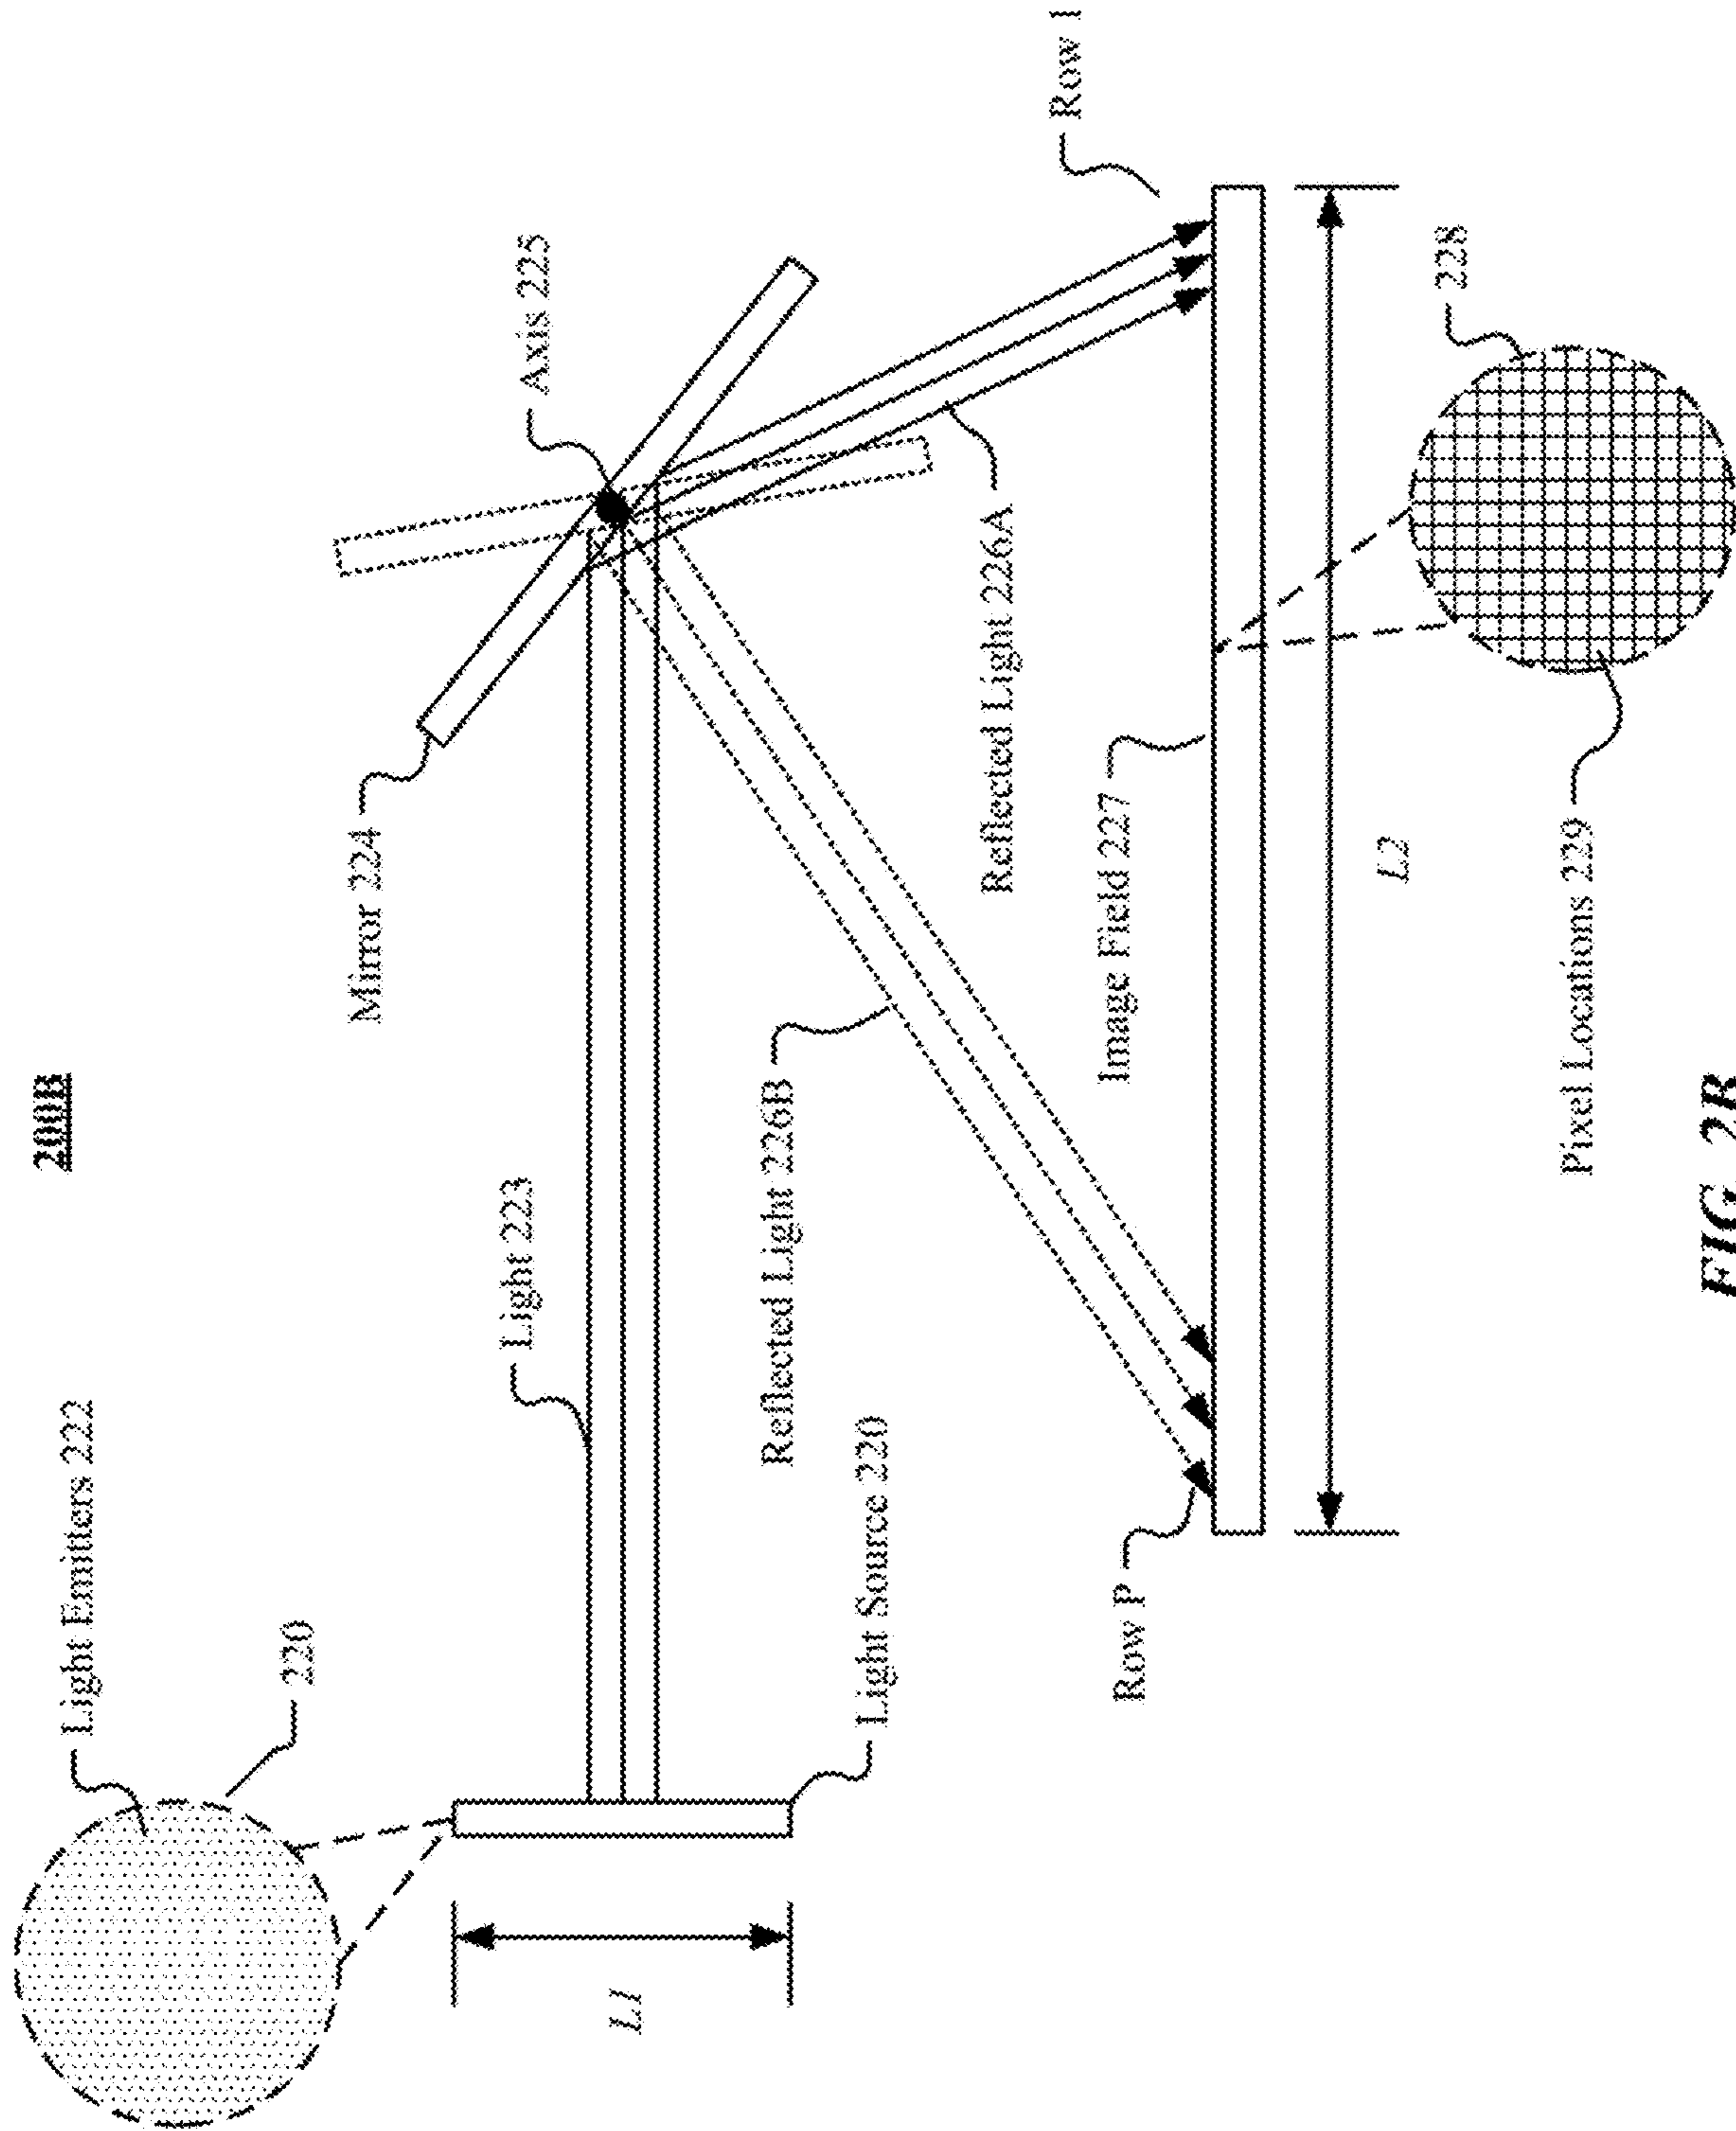 200B
Light Emitters 222
220
Light 223
Mirror 224
Axis 225
L1
Light Source 220
Reflected Light 226B
Reflected Light 226A
Row P
Image Field 227
Row 1
L2
228
Pixel Locations 229
FIG. 2B